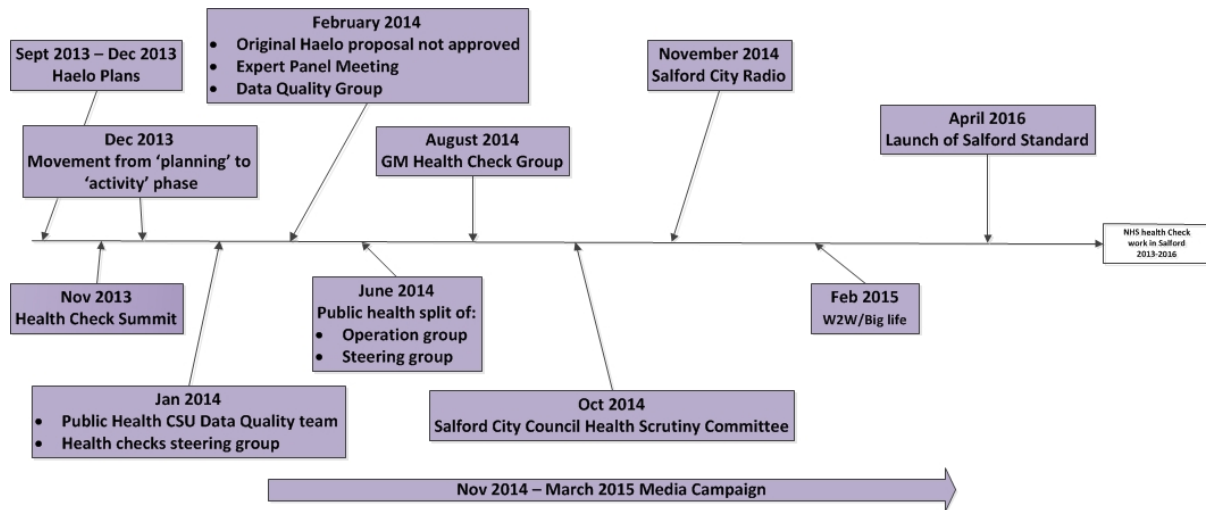 Sept 2013 – Dec 2013
Haelo Plans
February 2014
• Original Haelo proposal not approved
• Expert Panel Meeting
• Data Quality Group
November 2014
Salford City Radio
April 2016
Launch of Salford Standard
Dec 2013
Movement from ‘planning’ to
‘activity’ phase
August 2014
GM Health Check Group
NHS health Check
work in Salford
2013-2016
Nov 2013
Health Check Summit
June 2014
Public health split of:
• Operation group
• Steering group
Feb 2015
W2W/Big life
Jan 2014
• Public Health CSU Data Quality team
• Health checks steering group
Oct 2014
Salford City Council Health Scrutiny Committee
Nov 2014 – March 2015 Media Campaign